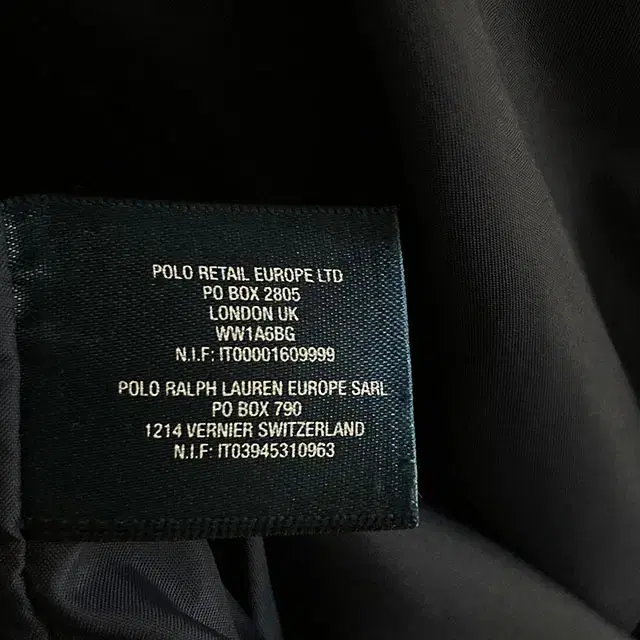 POLO RETAIL EUROPE LTD
PO BOX 2805
LONDON UK
WW1A6BG
N.I.F: IT00001609999
POLO RALPH LAUREN EUROPE SARL
PO BOX 790
1214 VERNIER SWITZERLAND
N.I.F: IT03945310963